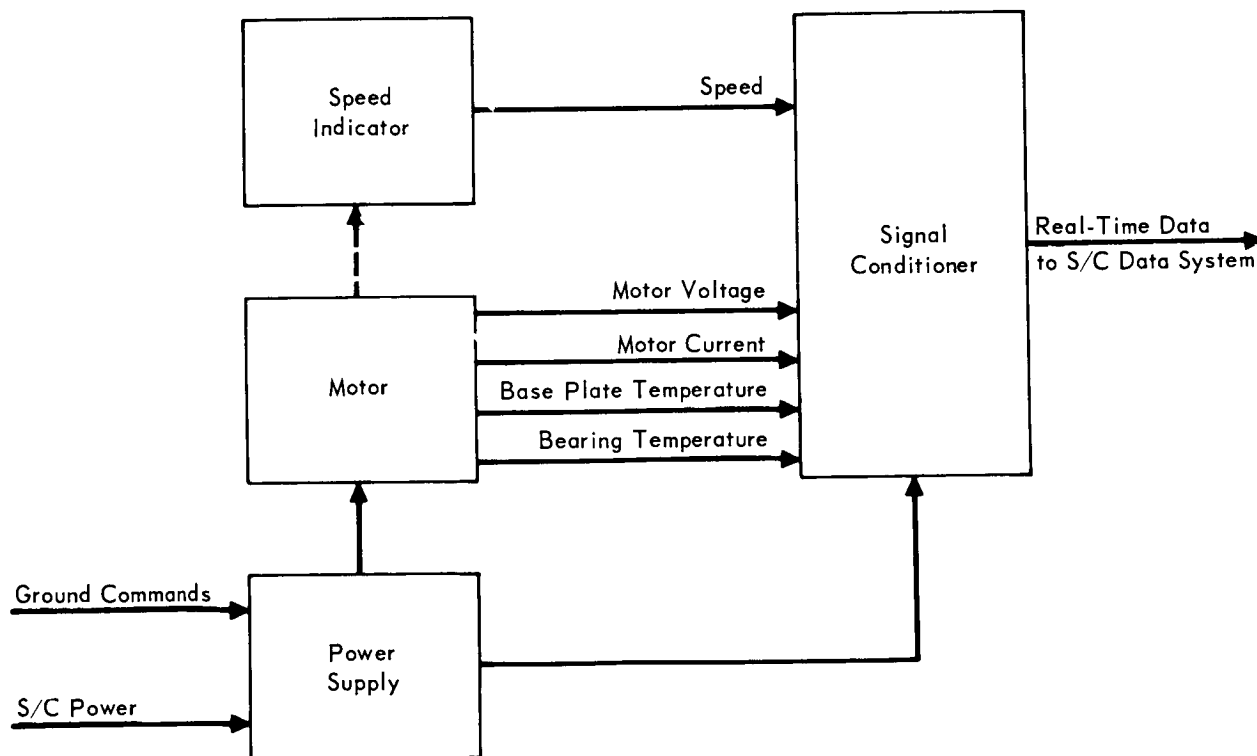 Speed
Indicator
Speed
Signal
Conditioner
Real-Time Data
to S/C Data System
Motor
Motor Voltage
Motor Current
Base Plate Temperature
Bearing Temperature
Ground Commands
S/C Power
Power
Supply